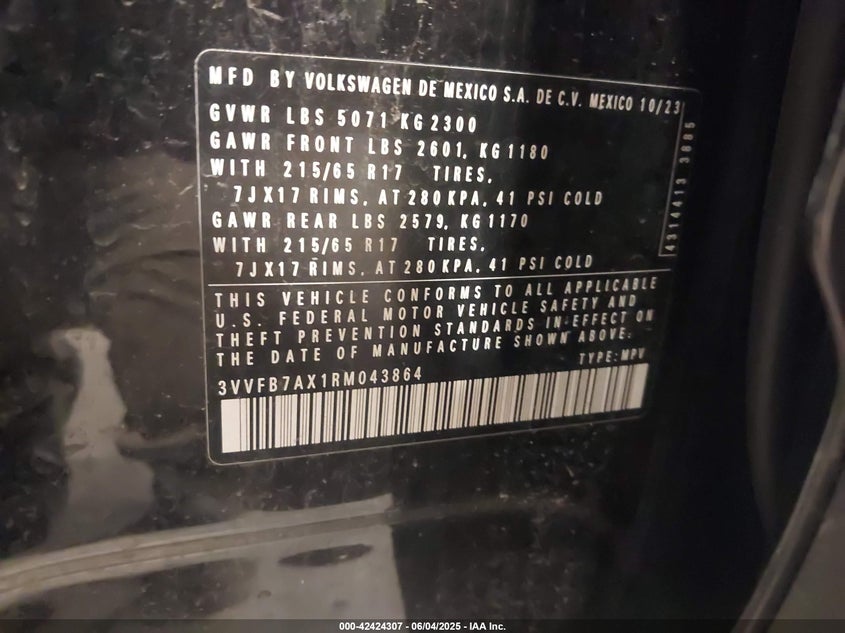 MFD BY VOLKSWAGEN DE MEXICO S.A. DE C.V. MEXICO 10/23
GVWR LBS 5071 KG 2300
GAWR FRONT LBS 2601, KG 1180
WITH 215/65 R17 TIRES,
7JX17 RIMS, AT 280 KPA, 41 PSI COLD
GAWR REAR LBS 2579, KG 1170
WITH 215/65 R17 TIRES,
7JX17 RIMS, AT 280 KPA, 41 PSI COLD
4314413 3885
THIS VEHICLE CONFORMS TO ALL APPLICABLE
U.S. FEDERAL MOTOR VEHICLE SAFETY AND
THEFT PREVENTION STANDARDS IN EFFECT ON
THE DATE OF MANUFACTURE SHOWN ABOVE.
TYPE: MPV
3VVFB7AX1RM043864
000-42424307 - 06/04/2025 - IAA Inc.